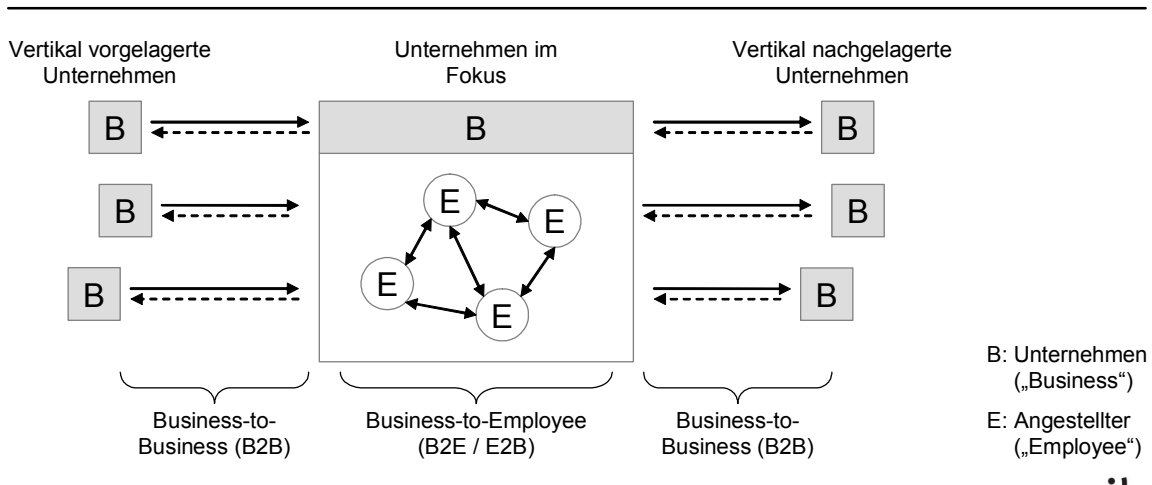 Vertikal vorgelagerte
Unternehmen
Unternehmen im
Fokus
Vertikal nachgelagerte
Unternehmen
B
B
B
B
B
B
B
E
E
E
E
Business-to-
Business (B2B)
Business-to-Employee
(B2E / E2B)
Business-to-
Business (B2B)
B: Unternehmen
(„Business“)
E: Angestellter
(„Employee“)